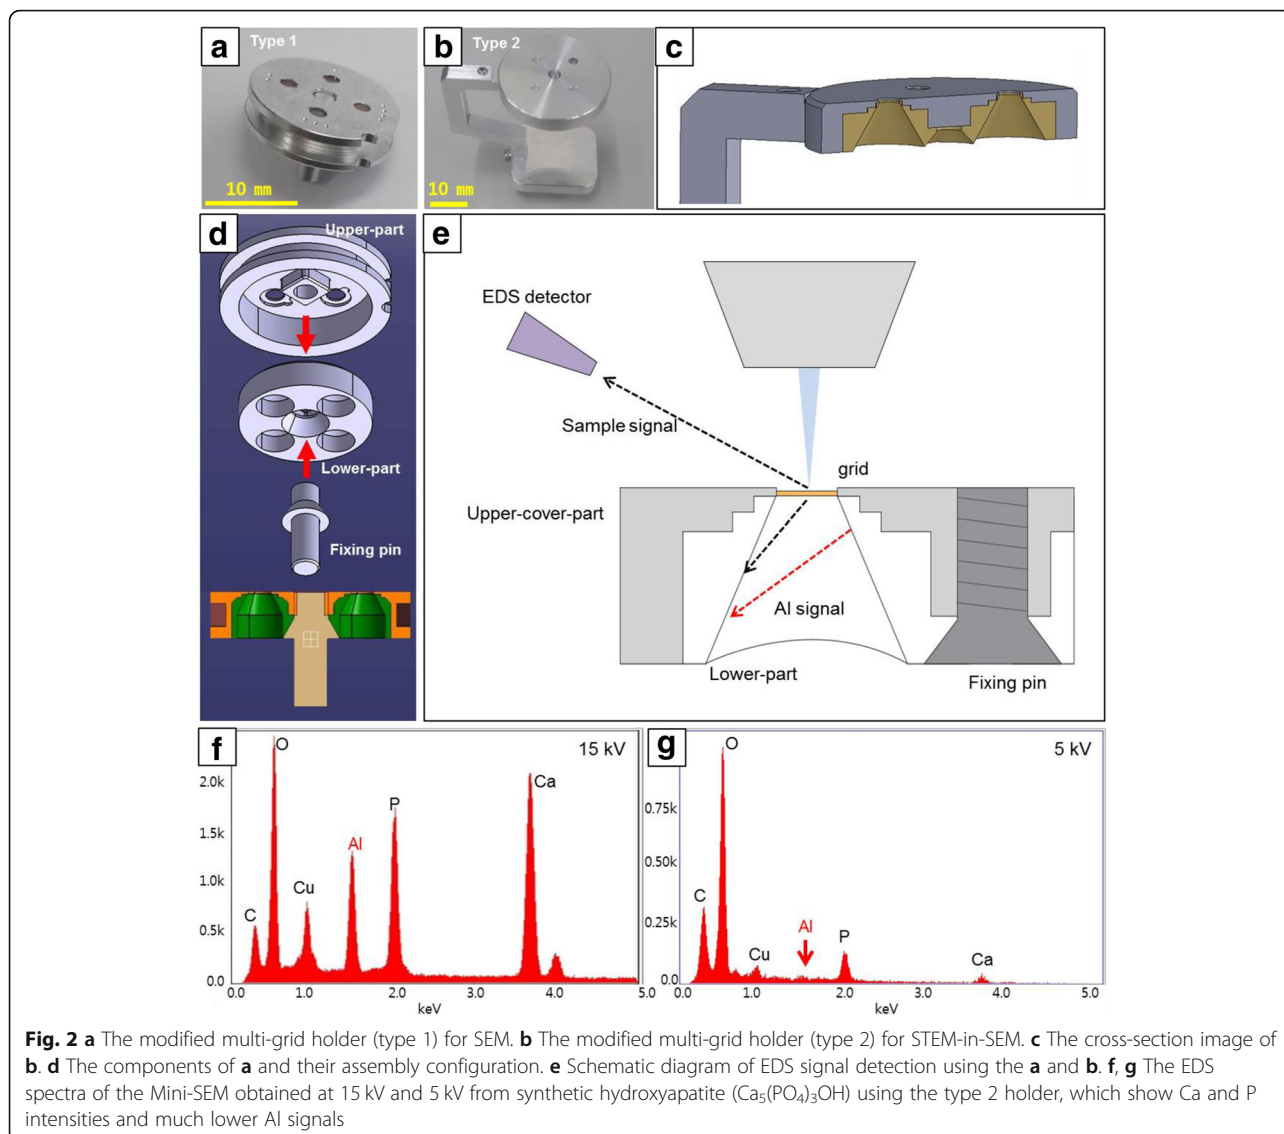 a
Type 1
10 mm
b
Type 2
10 mm
c
d
Upper-part
Lower-part
Fixing pin
e
EDS detector
Sample signal
grid
Upper-cover-part
Al signal
Lower-part
Fixing pin
f
15 kV
O
Ca
P
Al
Cu
C
2.0k
1.5k
1.0k
0.5k
0.0
0.0 1.0 2.0 3.0 4.0 5.0
keV
g
5 kV
O
C
Cu
Al
P
Ca
0.75k
0.50k
0.25k
0.0
0.0 1.0 2.0 3.0 4.0 5.0
keV
Fig. 2 a The modified multi-grid holder (type 1) for SEM. b The modified multi-grid holder (type 2) for STEM-in-SEM. c The cross-section image of
b. d The components of a and their assembly configuration. e Schematic diagram of EDS signal detection using the a and b. f, g The EDS
spectra of the Mini-SEM obtained at 15 kV and 5 kV from synthetic hydroxyapatite (Ca₅(PO₄)₃OH) using the type 2 holder, which show Ca and P
intensities and much lower Al signals